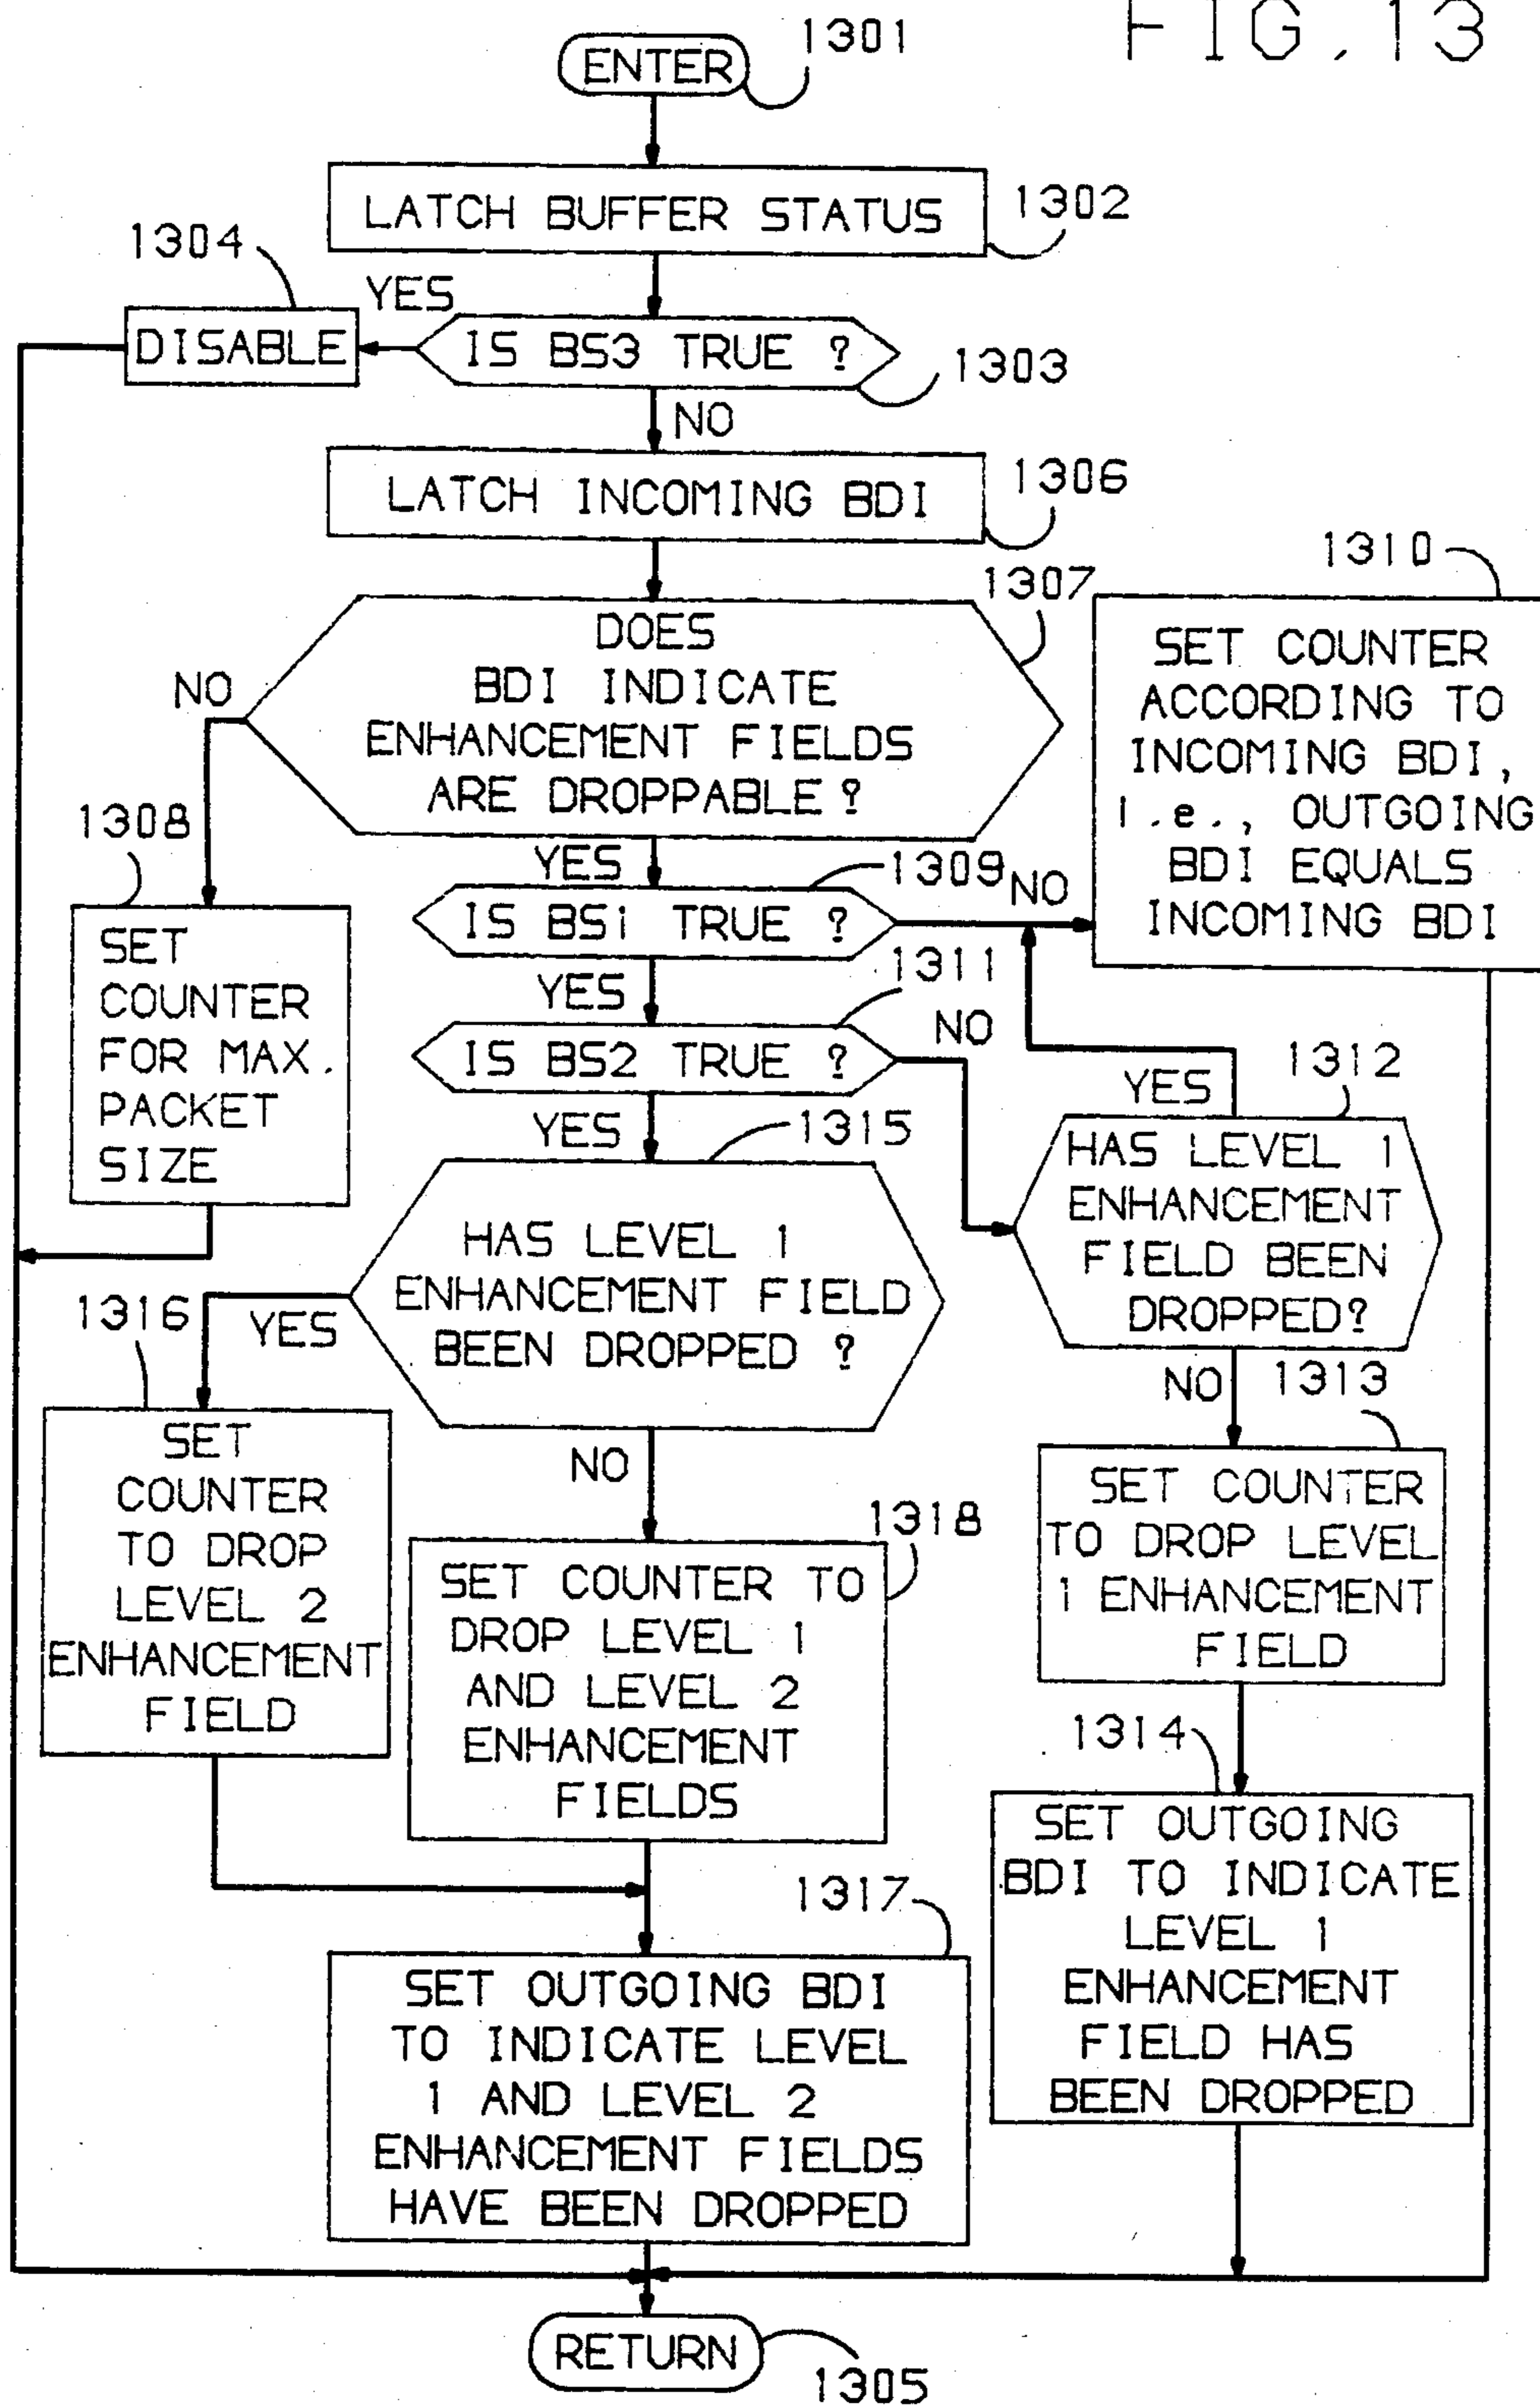 FIG. 13
1301
ENTER
LATCH BUFFER STATUS
1302
1304
YES
DISABLE
IS BS3 TRUE ?
1303
NO
LATCH INCOMING BDI
1306
1310
1307
DOES
BDI INDICATE
ENHANCEMENT FIELDS
ARE DROPPABLE ?
NO
SET COUNTER
ACCORDING TO
INCOMING BDI,
I.e., OUTGOING
BDI EQUALS
INCOMING BDI
1308
YES
1309
NO
IS BS1 TRUE ?
SET
COUNTER
FOR MAX.
PACKET
SIZE
YES
1311
NO
IS BS2 TRUE ?
YES
1312
YES
1315
HAS LEVEL 1
ENHANCEMENT
FIELD BEEN
DROPPED?
HAS LEVEL 1
ENHANCEMENT FIELD
BEEN DROPPED ?
1316
YES
NO
1313
SET
COUNTER
TO DROP
LEVEL 2
ENHANCEMENT
FIELD
NO
1318
SET COUNTER TO
DROP LEVEL 1
AND LEVEL 2
ENHANCEMENT
FIELDS
SET COUNTER
TO DROP LEVEL
1 ENHANCEMENT
FIELD
1314
SET OUTGOING
BDI TO INDICATE
LEVEL 1
ENHANCEMENT
FIELD HAS
BEEN DROPPED
1317
SET OUTGOING BDI
TO INDICATE LEVEL
1 AND LEVEL 2
ENHANCEMENT FIELDS
HAVE BEEN DROPPED
RETURN
1305